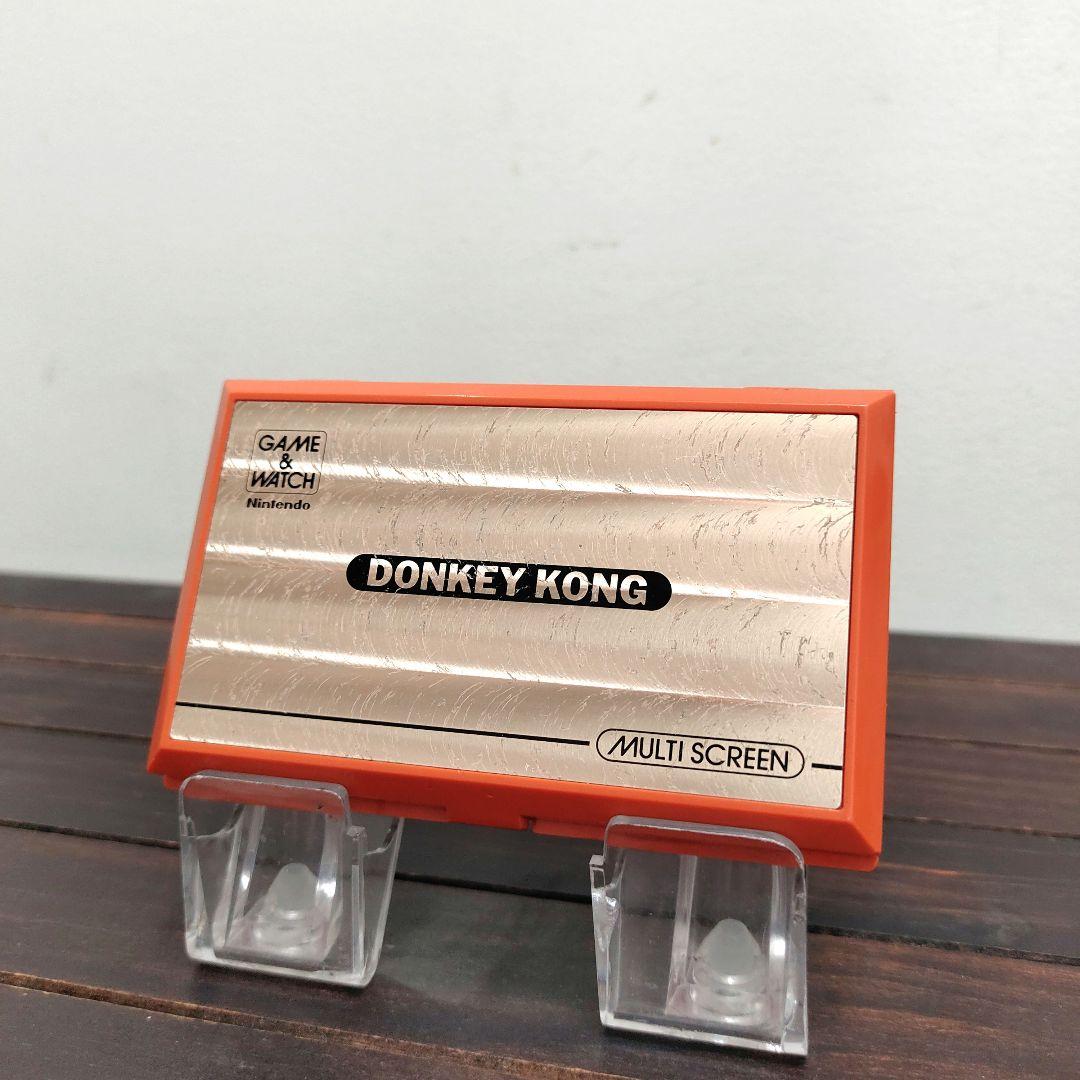 GAME
&
WATCH
Nintendo
DONKEY KONG
MULTI SCREEN